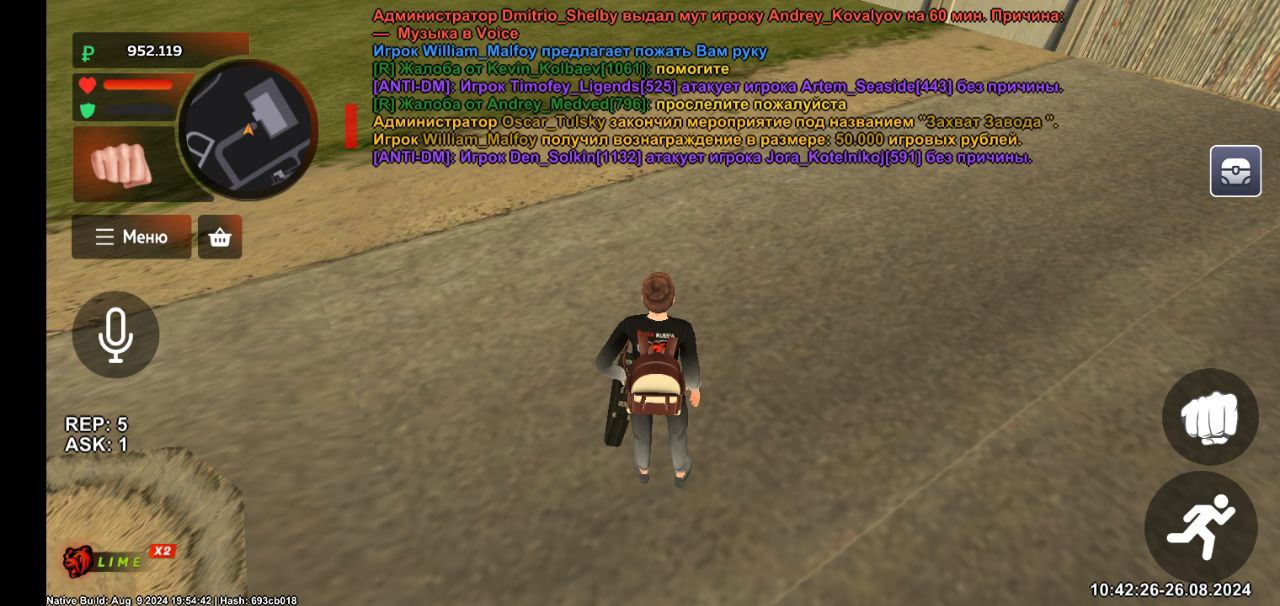 Администратор Dmitrio_Shelby выдал мут игроку Andrey_Kovalyov на 60 мин. Причина:
— Музыка в Voice
Игрок William_Malfoy предлагает пожать Вам руку
[R] Жалоба от Kevin_Kolbaev[1061]: помогите
[ANTI-DM]: Игрок Timofey_Ligends[525] атакует игрока Artem_Seaside[443] без причины.
[R] Жалоба от Andrey_Medved[796]: прослелите пожалуйста
Администратор Oscar_Tulsky закончил мероприятие под названием "Захват Завода ".
Игрок William_Malfoy получил вознаграждение в размере: 50.000 игровых рублей.
[ANTI-DM]: Игрок Den_Solkin[1132] атакует игрока Jora_Kotelnikoj[591] без причины.
₽ 952.119
Меню
RUSSIA
REP: 5
ASK: 1
LIME X2
Native Build: Aug 9 2024 19:54:42 | Hash: 693cb018
10:42:26-26.08.2024